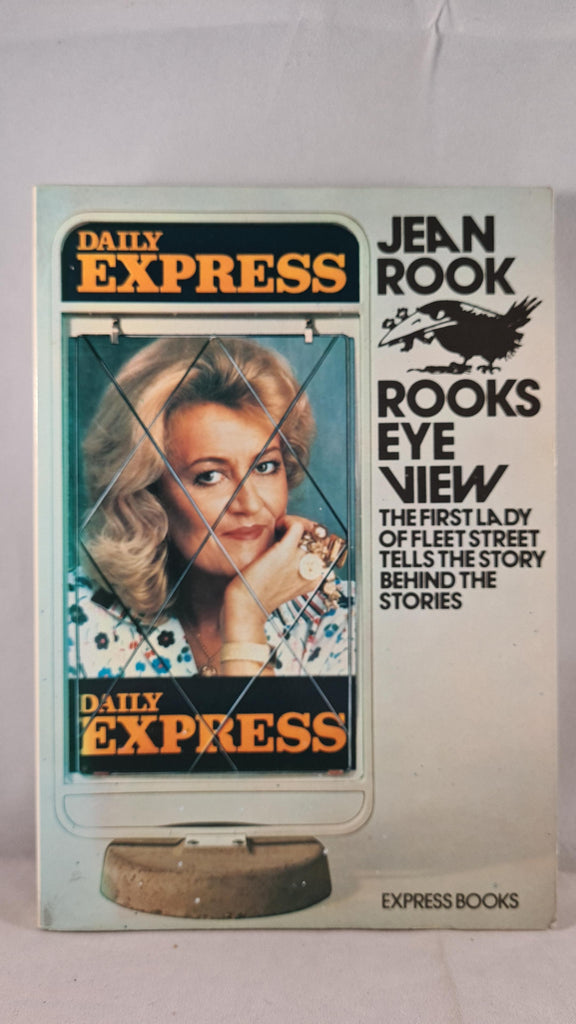 DAILY
EXPRESS
JEAN
ROOK
ROOKS
EYE
VIEW
THE FIRST LADY
OF FLEET STREET
TELLS THE STORY
BEHIND THE
STORIES
DAILY
EXPRESS
EXPRESS BOOKS